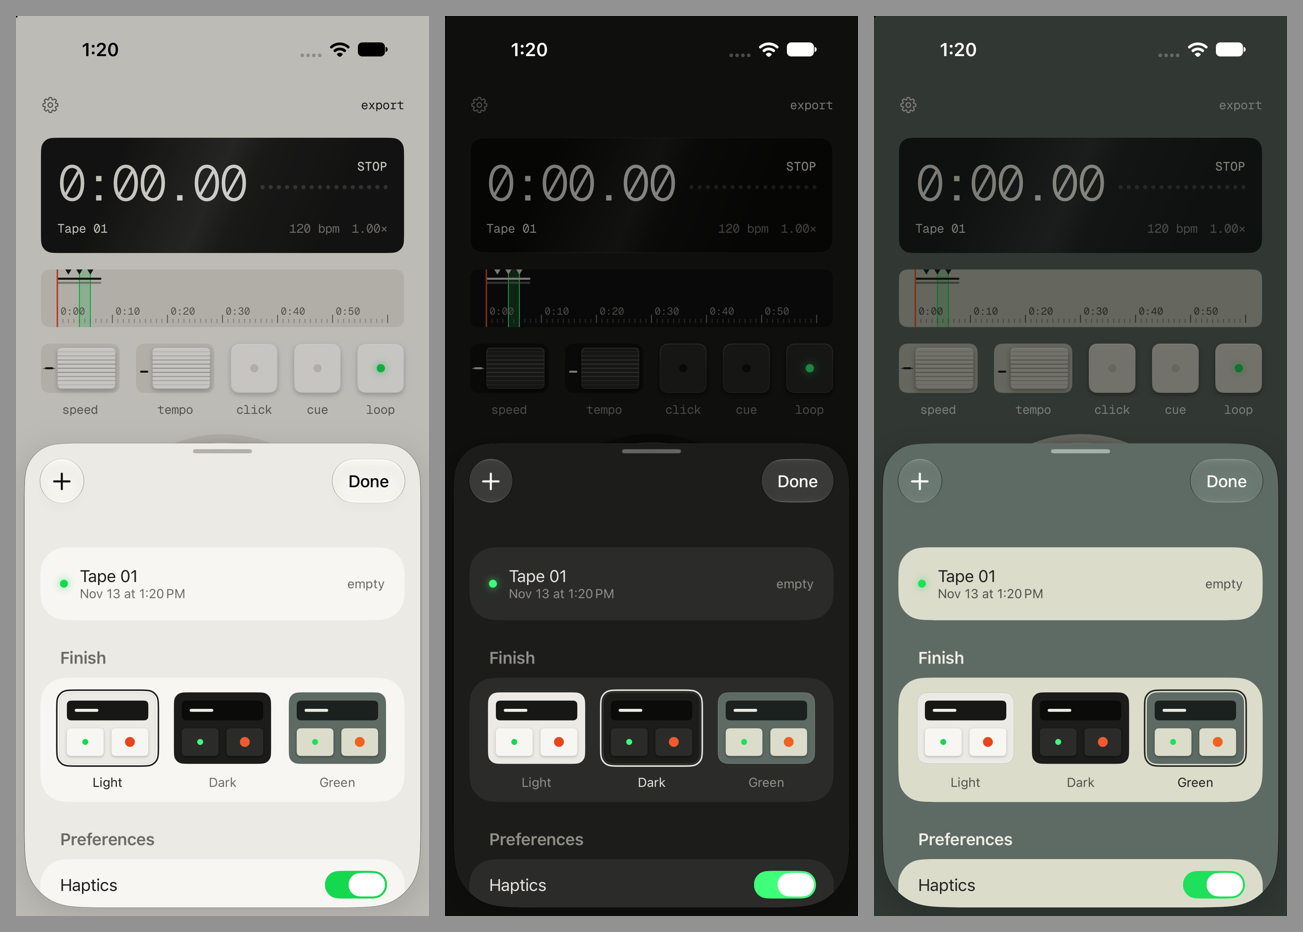 1:20
export
0:00.00
STOP
Tape 01
120 bpm 1.00×
0:00 0:10 0:20 0:30 0:40 0:50
speed tempo click cue loop
Done
Tape 01
Nov 13 at 1:20 PM
empty
Finish
Light Dark Green
Preferences
Haptics
1:20
export
0:00.00
STOP
Tape 01
120 bpm 1.00×
0:00 0:10 0:20 0:30 0:40 0:50
speed tempo click cue loop
Done
Tape 01
Nov 13 at 1:20 PM
empty
Finish
Light Dark Green
Preferences
Haptics
1:20
export
0:00.00
STOP
Tape 01
120 bpm 1.00×
0:00 0:10 0:20 0:30 0:40 0:50
speed tempo click cue loop
Done
Tape 01
Nov 13 at 1:20 PM
empty
Finish
Light Dark Green
Preferences
Haptics